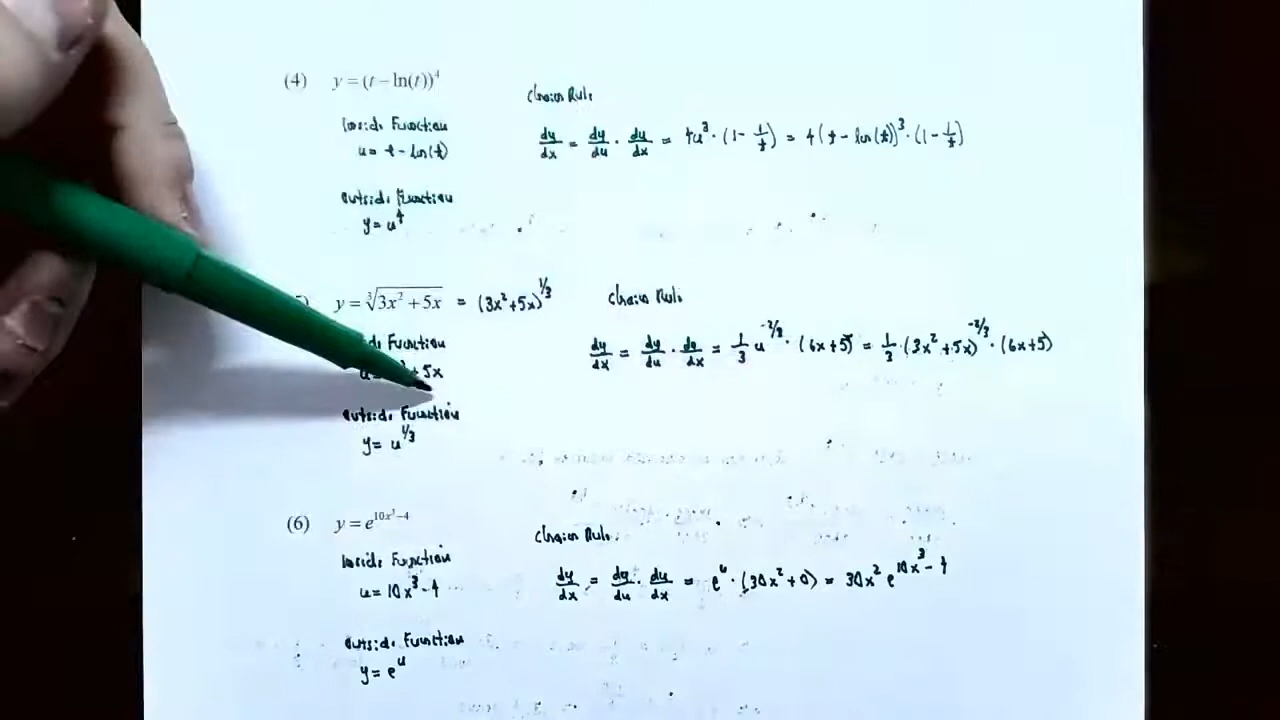 (4) y = (t − ln(t))⁴
Chain Rule
Inside Function
u = t − ln(t)
dy/dx = dy/du · du/dx = 4u³ · (1 − 1/t) = 4(t − ln(t))³ · (1 − 1/t)
Outside Function
y = u⁴
y = ∛(3x² + 5x) = (3x² + 5x)^(1/3)
Chain Rule
Function
+ 5x
dy/dx = dy/du · du/dx = 1/3 u^(−2/3) · (6x + 5) = 1/3 · (3x² + 5x)^(−2/3) · (6x + 5)
Outside Function
y = u^(1/3)
(6) y = e^(10x³−4)
Chain Rule
Inside Function
u = 10x³ − 4
dy/dx = dy/du · du/dx = e^u · (30x² + 0) = 30x² e^(10x³ − 4)
Outside Function
y = e^u